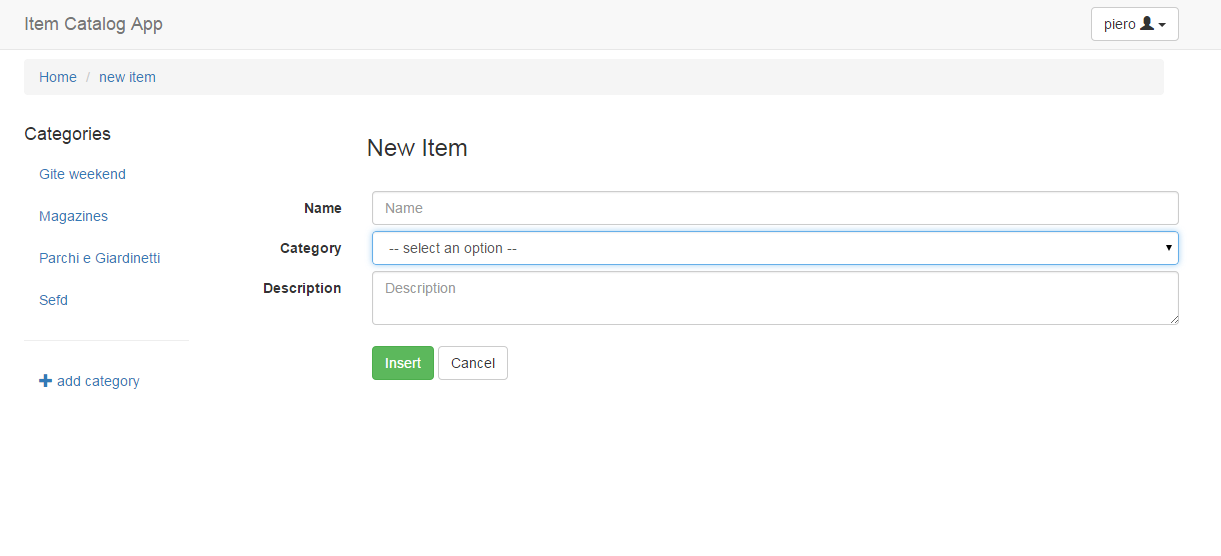 Item Catalog App
piero
Home / new item
Categories
Gite weekend
Magazines
Parchi e Giardinetti
Sefd
add category
New Item
Name Name
Category -- select an option --
Description Description
Insert Cancel